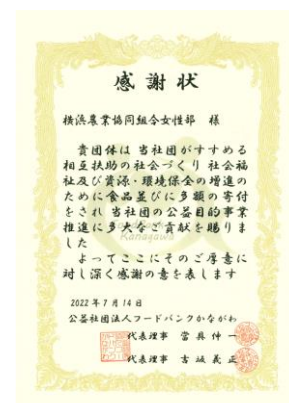 感謝状
横浜農業協同組合女性部 様
貴団体は当社団がすすめる
相互扶助の社会づくり社会福
祉及び資源・環境保全の増進の
ために食品並びに多額の寄付
をされ当社団の公益目的事業
推進に多大なご貢献を賜りま
した
よってここにそのご厚意に
対し深く感謝の意を表します
Kanagawa
2022年7月14日
公益社団法人フードバンクかながわ
代表理事 當具伸一
代表理事 吉坂義正